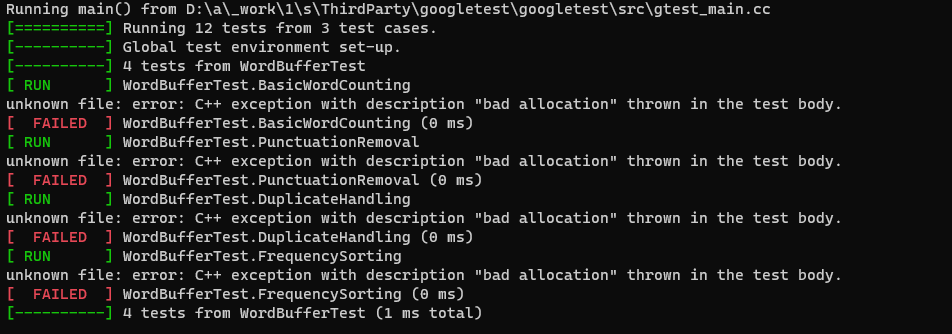 Running main() from D:\a\_work\1\s\ThirdParty\googletest\googletest\src\gtest_main.cc
[==========] Running 12 tests from 3 test cases.
[----------] Global test environment set-up.
[----------] 4 tests from WordBufferTest
[ RUN      ] WordBufferTest.BasicWordCounting
unknown file: error: C++ exception with description "bad allocation" thrown in the test body.
[  FAILED  ] WordBufferTest.BasicWordCounting (0 ms)
[ RUN      ] WordBufferTest.PunctuationRemoval
unknown file: error: C++ exception with description "bad allocation" thrown in the test body.
[  FAILED  ] WordBufferTest.PunctuationRemoval (0 ms)
[ RUN      ] WordBufferTest.DuplicateHandling
unknown file: error: C++ exception with description "bad allocation" thrown in the test body.
[  FAILED  ] WordBufferTest.DuplicateHandling (0 ms)
[ RUN      ] WordBufferTest.FrequencySorting
unknown file: error: C++ exception with description "bad allocation" thrown in the test body.
[  FAILED  ] WordBufferTest.FrequencySorting (0 ms)
[----------] 4 tests from WordBufferTest (1 ms total)